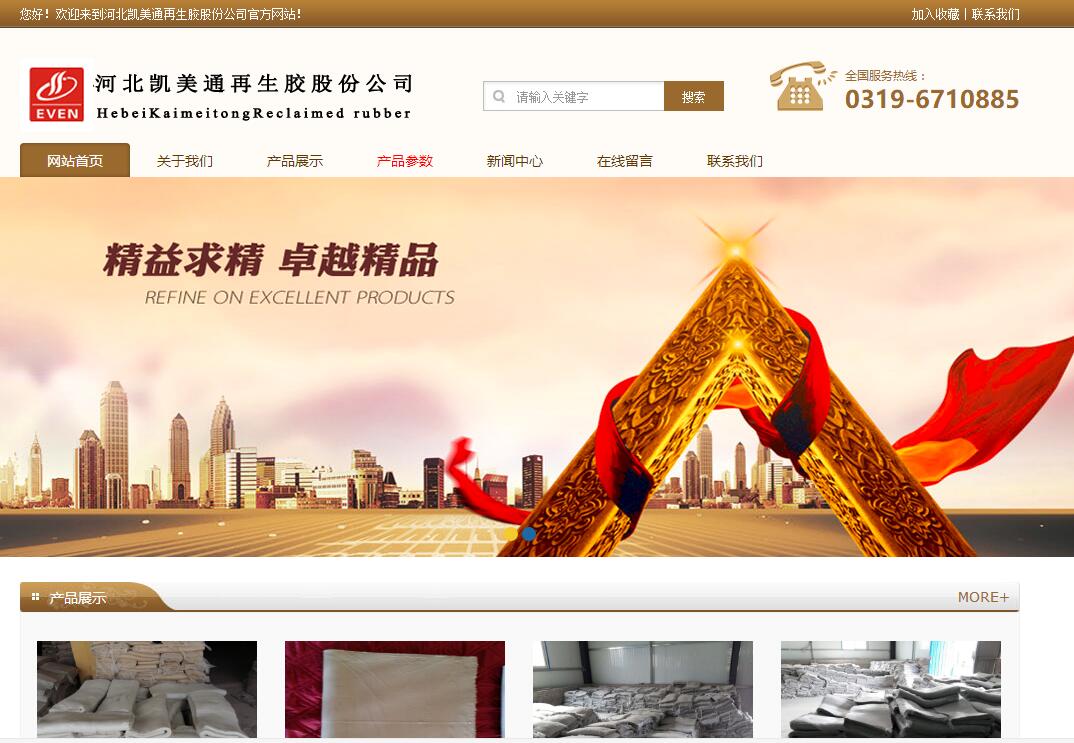 您好！欢迎来到河北凯美通再生胶股份公司官方网站！
加入收藏 | 联系我们
EVEN
河北凯美通再生胶股份公司
HebeiKaimeitongReclaimed rubber
请输入关键字
搜索
全国服务热线：
0319-6710885
网站首页
关于我们
产品展示
产品参数
新闻中心
在线留言
联系我们
精益求精 卓越精品
REFINE ON EXCELLENT PRODUCTS
产品展示
MORE+